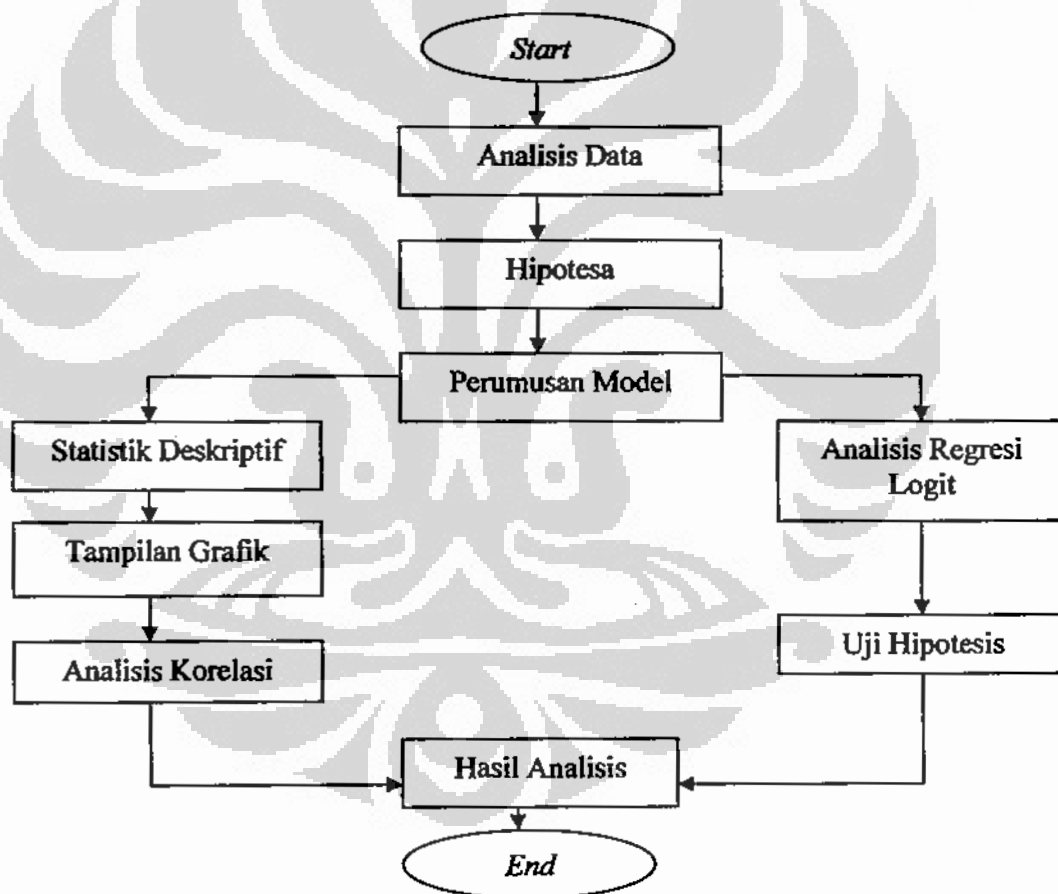 Start
Analisis Data
Hipotesa
Perumusan Model
Statistik Deskriptif
Tampilan Grafik
Analisis Korelasi
Analisis Regresi
Logit
Uji Hipotesis
Hasil Analisis
End